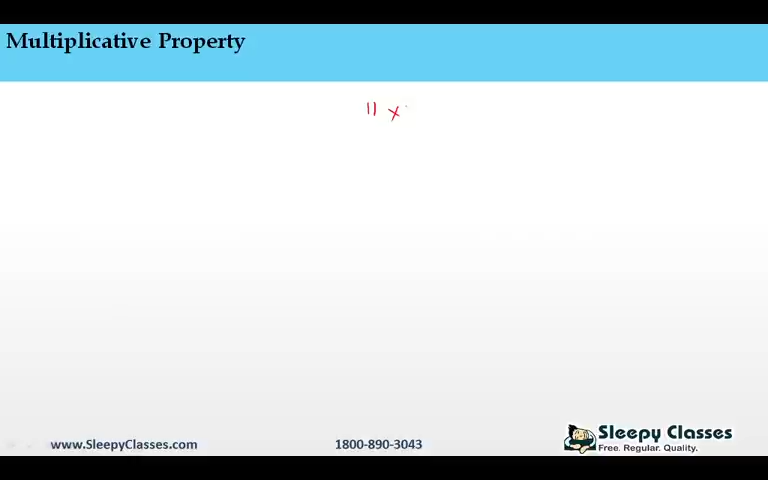 Multiplicative Property
11 ×
www.SleepyClasses.com
1800-890-3043
Sleepy Classes
Free. Regular. Quality.